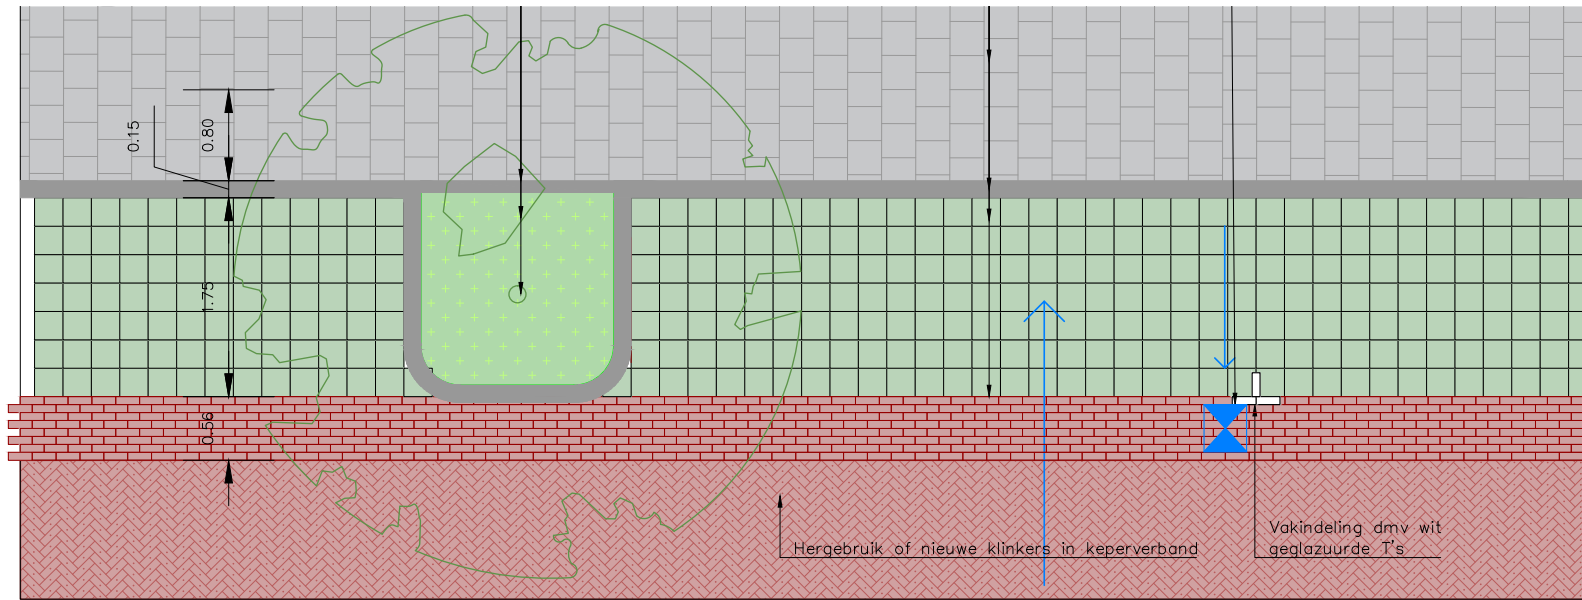 0.15
0.80
1.75
0.56
Hergebruik of nieuwe klinkers in keperverband
Vakindeling dmv wit
geglazuurde T's